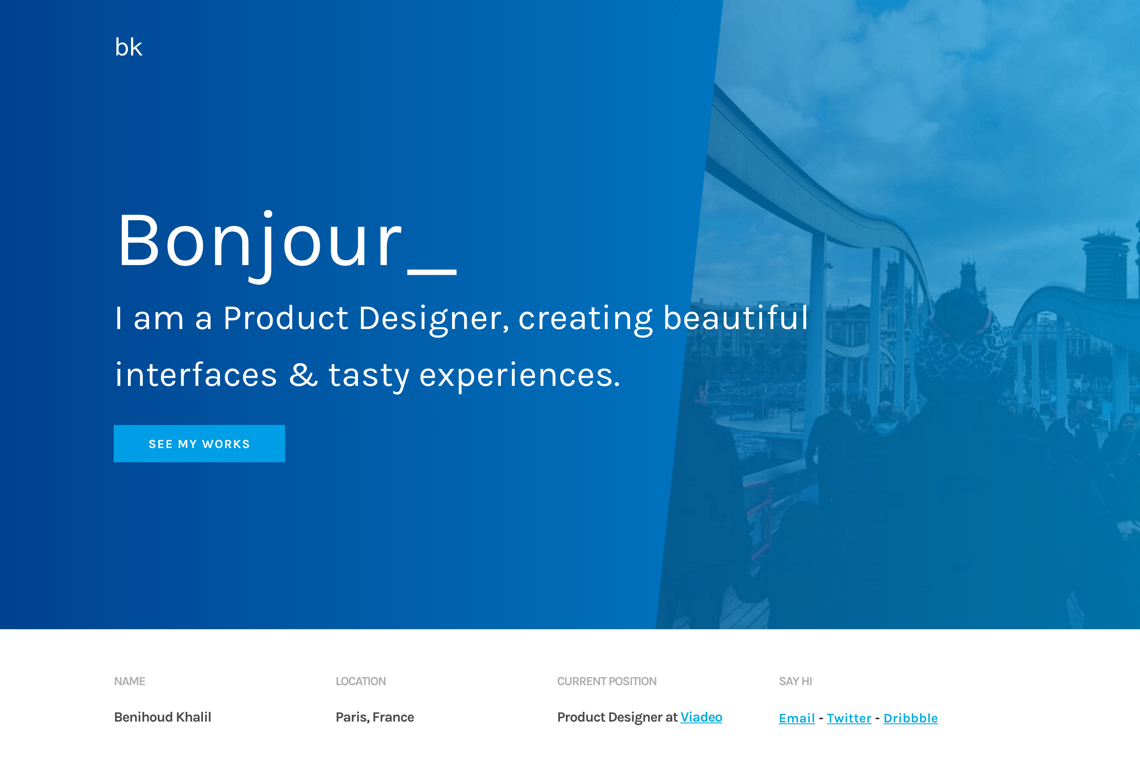 bk
Bonjour_
I am a Product Designer, creating beautiful
interfaces & tasty experiences.
SEE MY WORKS
NAME
Benihoud Khalil
LOCATION
Paris, France
CURRENT POSITION
Product Designer at Viadeo
SAY HI
Email - Twitter - Dribbble